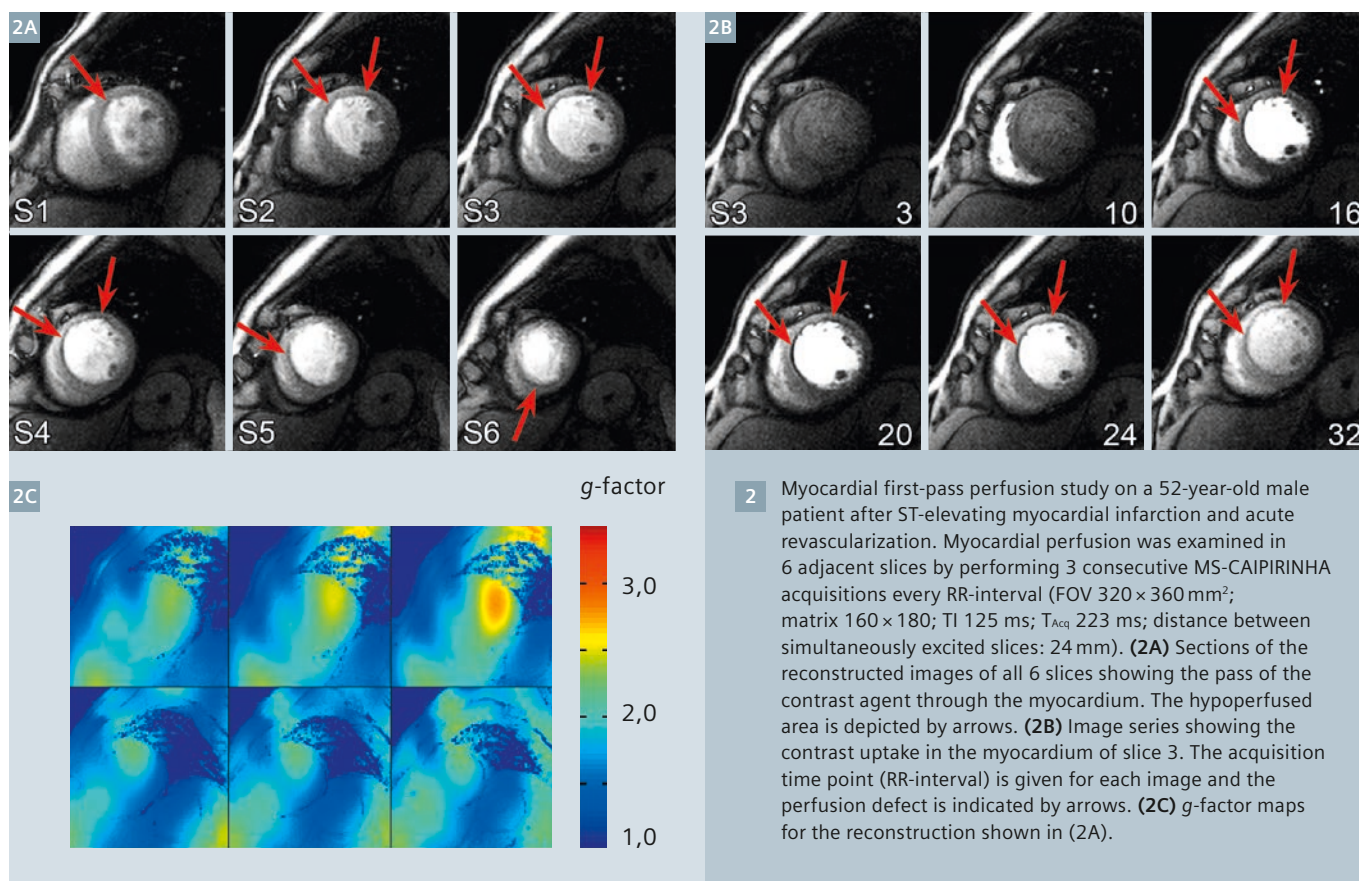 2A
S1
S2
S3
S4
S5
S6
2B
S3
3
10
16
20
24
32
2C
g-factor
3,0
2,0
1,0
2
Myocardial first-pass perfusion study on a 52-year-old male
patient after ST-elevating myocardial infarction and acute
revascularization. Myocardial perfusion was examined in
6 adjacent slices by performing 3 consecutive MS-CAIPIRINHA
acquisitions every RR-interval (FOV 320 × 360 mm²;
matrix 160 × 180; TI 125 ms; TAcq 223 ms; distance between
simultaneously excited slices: 24 mm). (2A) Sections of the
reconstructed images of all 6 slices showing the pass of the
contrast agent through the myocardium. The hypoperfused
area is depicted by arrows. (2B) Image series showing the
contrast uptake in the myocardium of slice 3. The acquisition
time point (RR-interval) is given for each image and the
perfusion defect is indicated by arrows. (2C) g-factor maps
for the reconstruction shown in (2A).